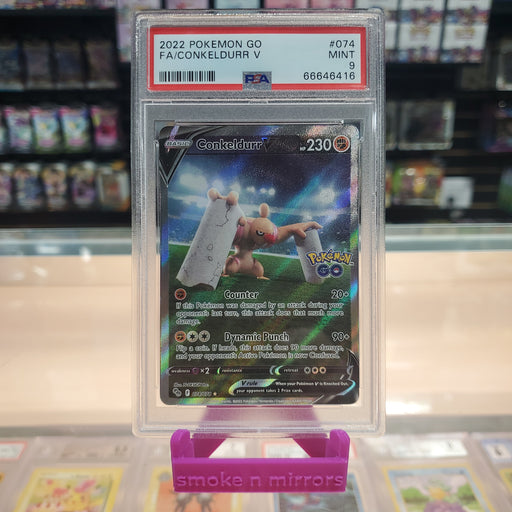 2022 POKEMON GO #074
FA/CONKELDURR V MINT
9
PSA 66646416
BASIC Conkeldurr V HP 230
Pokémon
GO
Counter 20+
If this Pokémon was damaged by an attack during your
opponent's last turn, this attack does that much more
damage.
Dynamic Punch 90+
Flip a coin. If heads, this attack does 90 more damage,
and your opponent's Active Pokémon is now Confused.
weakness ×2 resistance retreat
V rule When your Pokémon V is Knocked Out,
your opponent takes 2 Prize cards.
074/078
smoke n mirrors